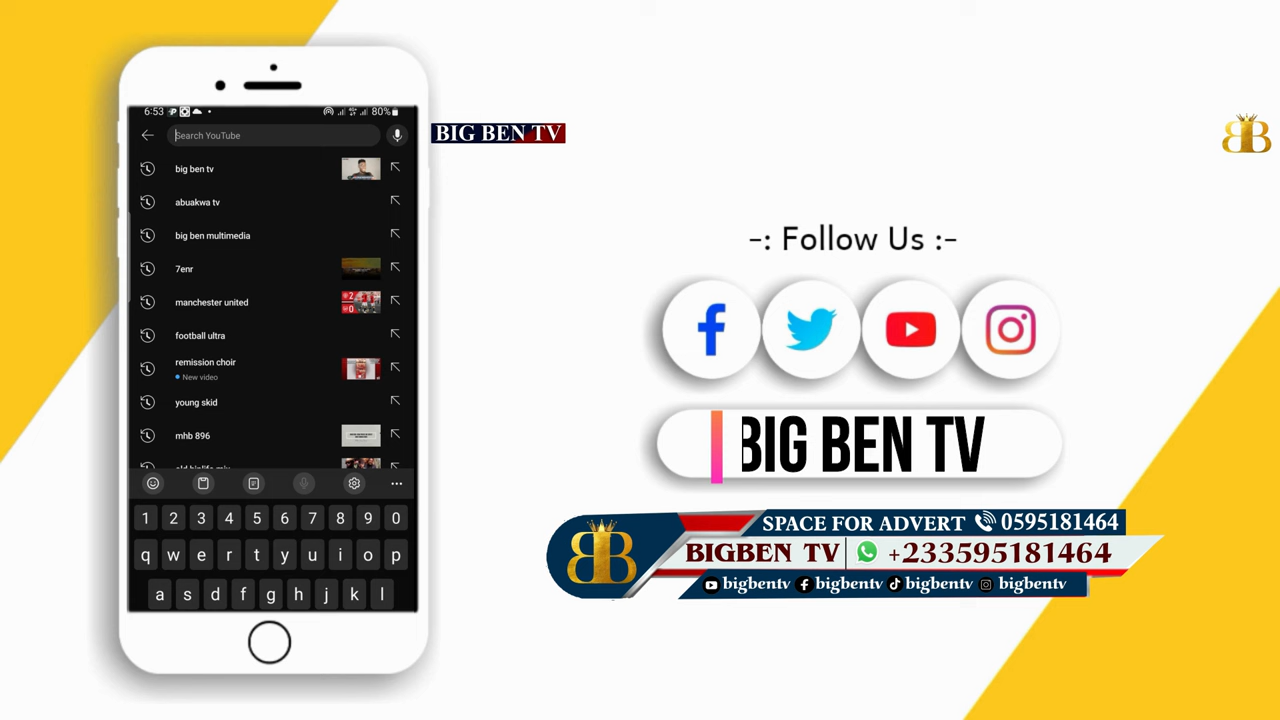 6:53
80%
Search YouTube
big ben tv
abuakwa tv
big ben multimedia
7enr
manchester united
2
0
football ultra
remission choir
New video
young skid
mhb 896
1 2 3 4 5 6 7 8 9 0
q w e r t y u i o p
a s d f g h j k l
BIG BEN TV
-: Follow Us :-
BIG BEN TV
SPACE FOR ADVERT 0595181464
BIGBEN TV +233595181464
bigbentv bigbentv bigbentv bigbentv